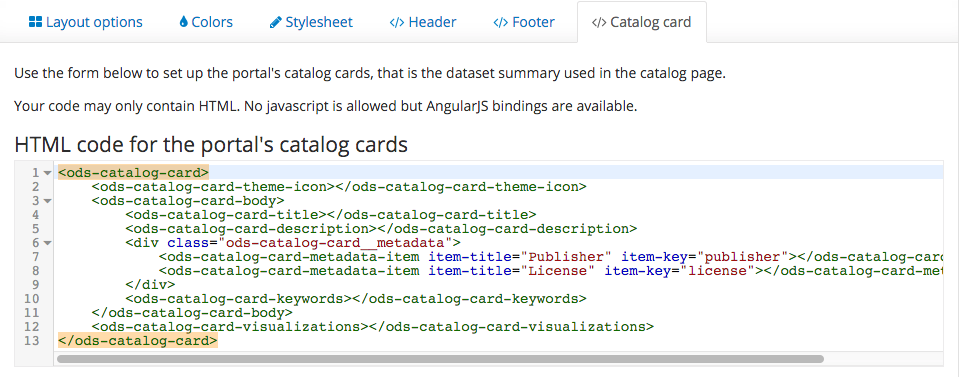 Layout options Colors Stylesheet </> Header </> Footer </> Catalog card
Use the form below to set up the portal's catalog cards, that is the dataset summary used in the catalog page.
Your code may only contain HTML. No javascript is allowed but AngularJS bindings are available.
HTML code for the portal's catalog cards
1 <ods-catalog-card>
2 <ods-catalog-card-theme-icon></ods-catalog-card-theme-icon>
3 <ods-catalog-card-body>
4 <ods-catalog-card-title></ods-catalog-card-title>
5 <ods-catalog-card-description></ods-catalog-card-description>
6 <div class="ods-catalog-card__metadata">
7 <ods-catalog-card-metadata-item item-title="Publisher" item-key="publisher"></ods-catalog-card
8 <ods-catalog-card-metadata-item item-title="License" item-key="license"></ods-catalog-card-met
9 </div>
10 <ods-catalog-card-keywords></ods-catalog-card-keywords>
11 </ods-catalog-card-body>
12 <ods-catalog-card-visualizations></ods-catalog-card-visualizations>
13 </ods-catalog-card>